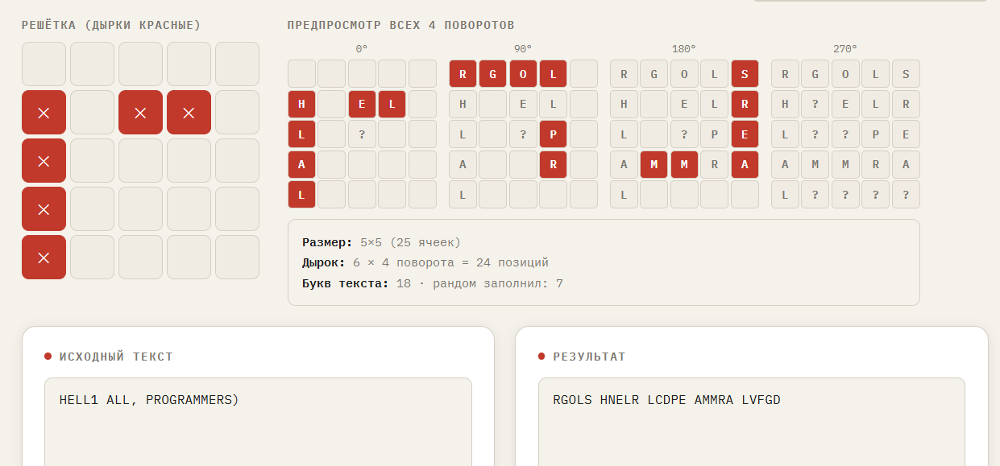 РЕШЁТКА (ДЫРКИ КРАСНЫЕ)
ПРЕДПРОСМОТР ВСЕХ 4 ПОВОРОТОВ
0° 90° 180° 270°
R G O L R G O L S R G O L S
× × × H E L H E L H E L R H ? E L R
× L ? L ? P L ? P E L ? ? P E
× A A R A M M R A A M M R A
× L L L L ? ? ? ?
Размер: 5×5 (25 ячеек)
Дырок: 6 × 4 поворота = 24 позиций
Букв текста: 18 · рандом заполнил: 7
ИСХОДНЫЙ ТЕКСТ
HELL1 ALL, PROGRAMMERS)
РЕЗУЛЬТАТ
RGOLS HNELR LCDPE AMMRA LVFGD